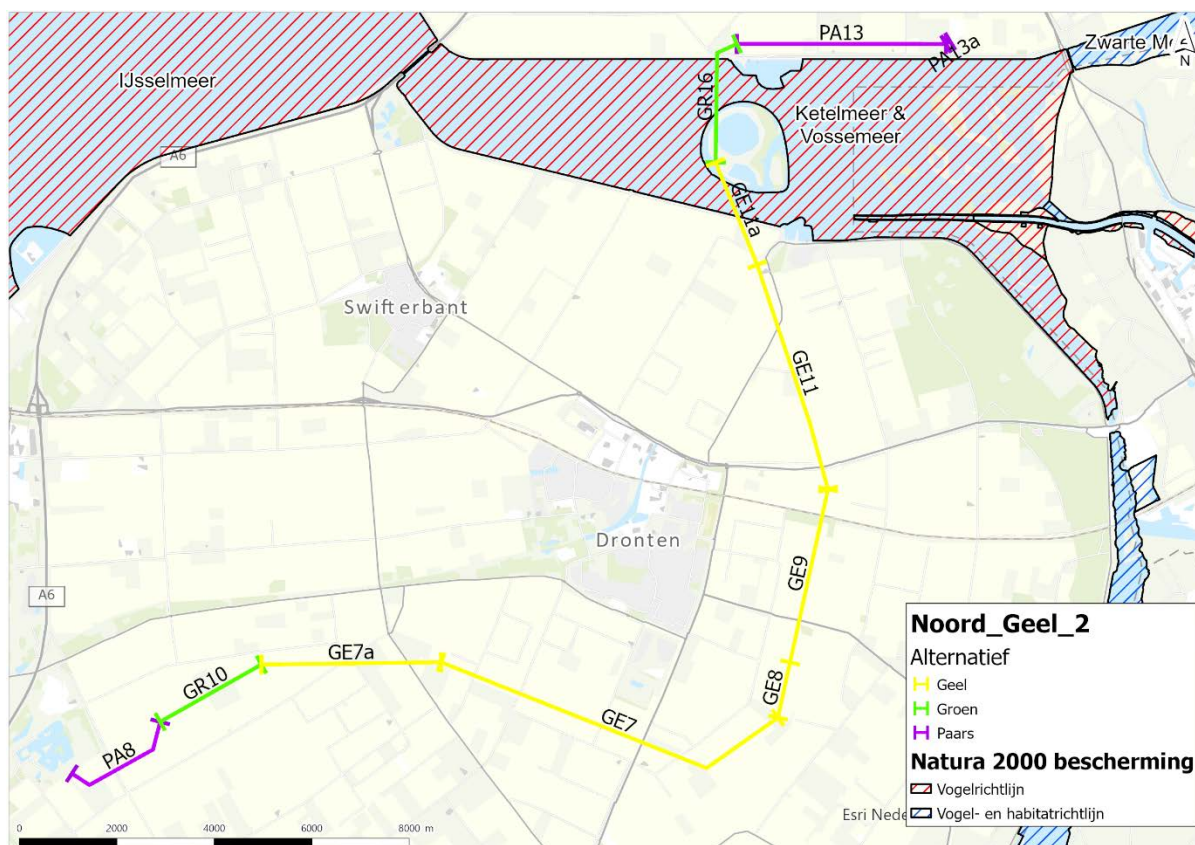 PA13
PA13a
Zwarte M
N
IJsselmeer
GR16
Ketelmeer &
Vossemeer
A6
GE11a
Swifterbant
GE11
Dronten
GE9
A6
GE7a
GR10
GE8
GE7
PA8
Noord_Geel_2
Alternatief
Geel
Groen
Paars
Natura 2000 bescherming
Vogelrichtlijn
Vogel- en habitatrichtlijn
Esri Nede
0 2000 4000 8000 m